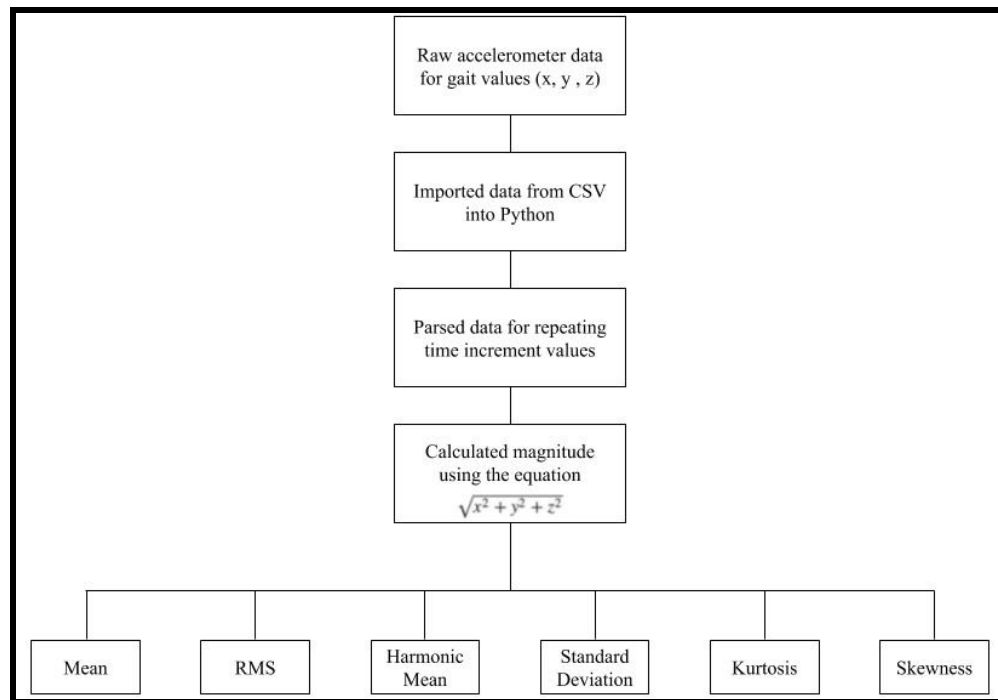 Raw accelerometer data
for gait values (x, y , z)
Imported data from CSV
into Python
Parsed data for repeating
time increment values
Calculated magnitude
using the equation
√x² + y² + z²
Mean
RMS
Harmonic
Mean
Standard
Deviation
Kurtosis
Skewness